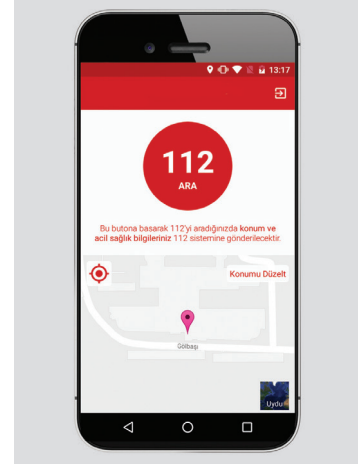 13:17
112
ARA
Bu butona basarak 112'yi aradığınızda konum ve
acil sağlık bilgileriniz 112 sistemine gönderilecektir.
Konumu Düzelt
Gölbaşı
Uydu